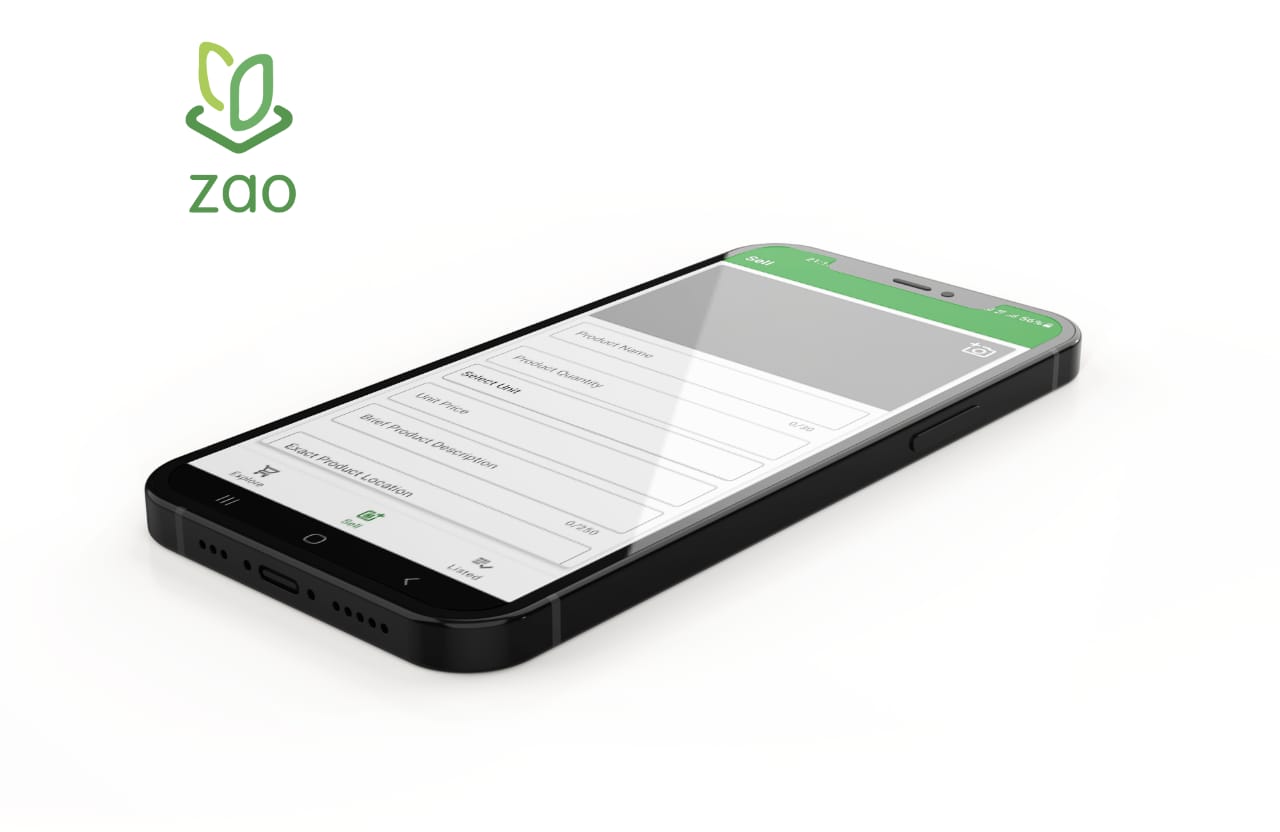 zao
Sell
56%
Product Name
0/30
Product Quantity
Select Unit
Unit Price
Brief Product Description
0/250
Exact Product Location
Explore
Sell
Listed